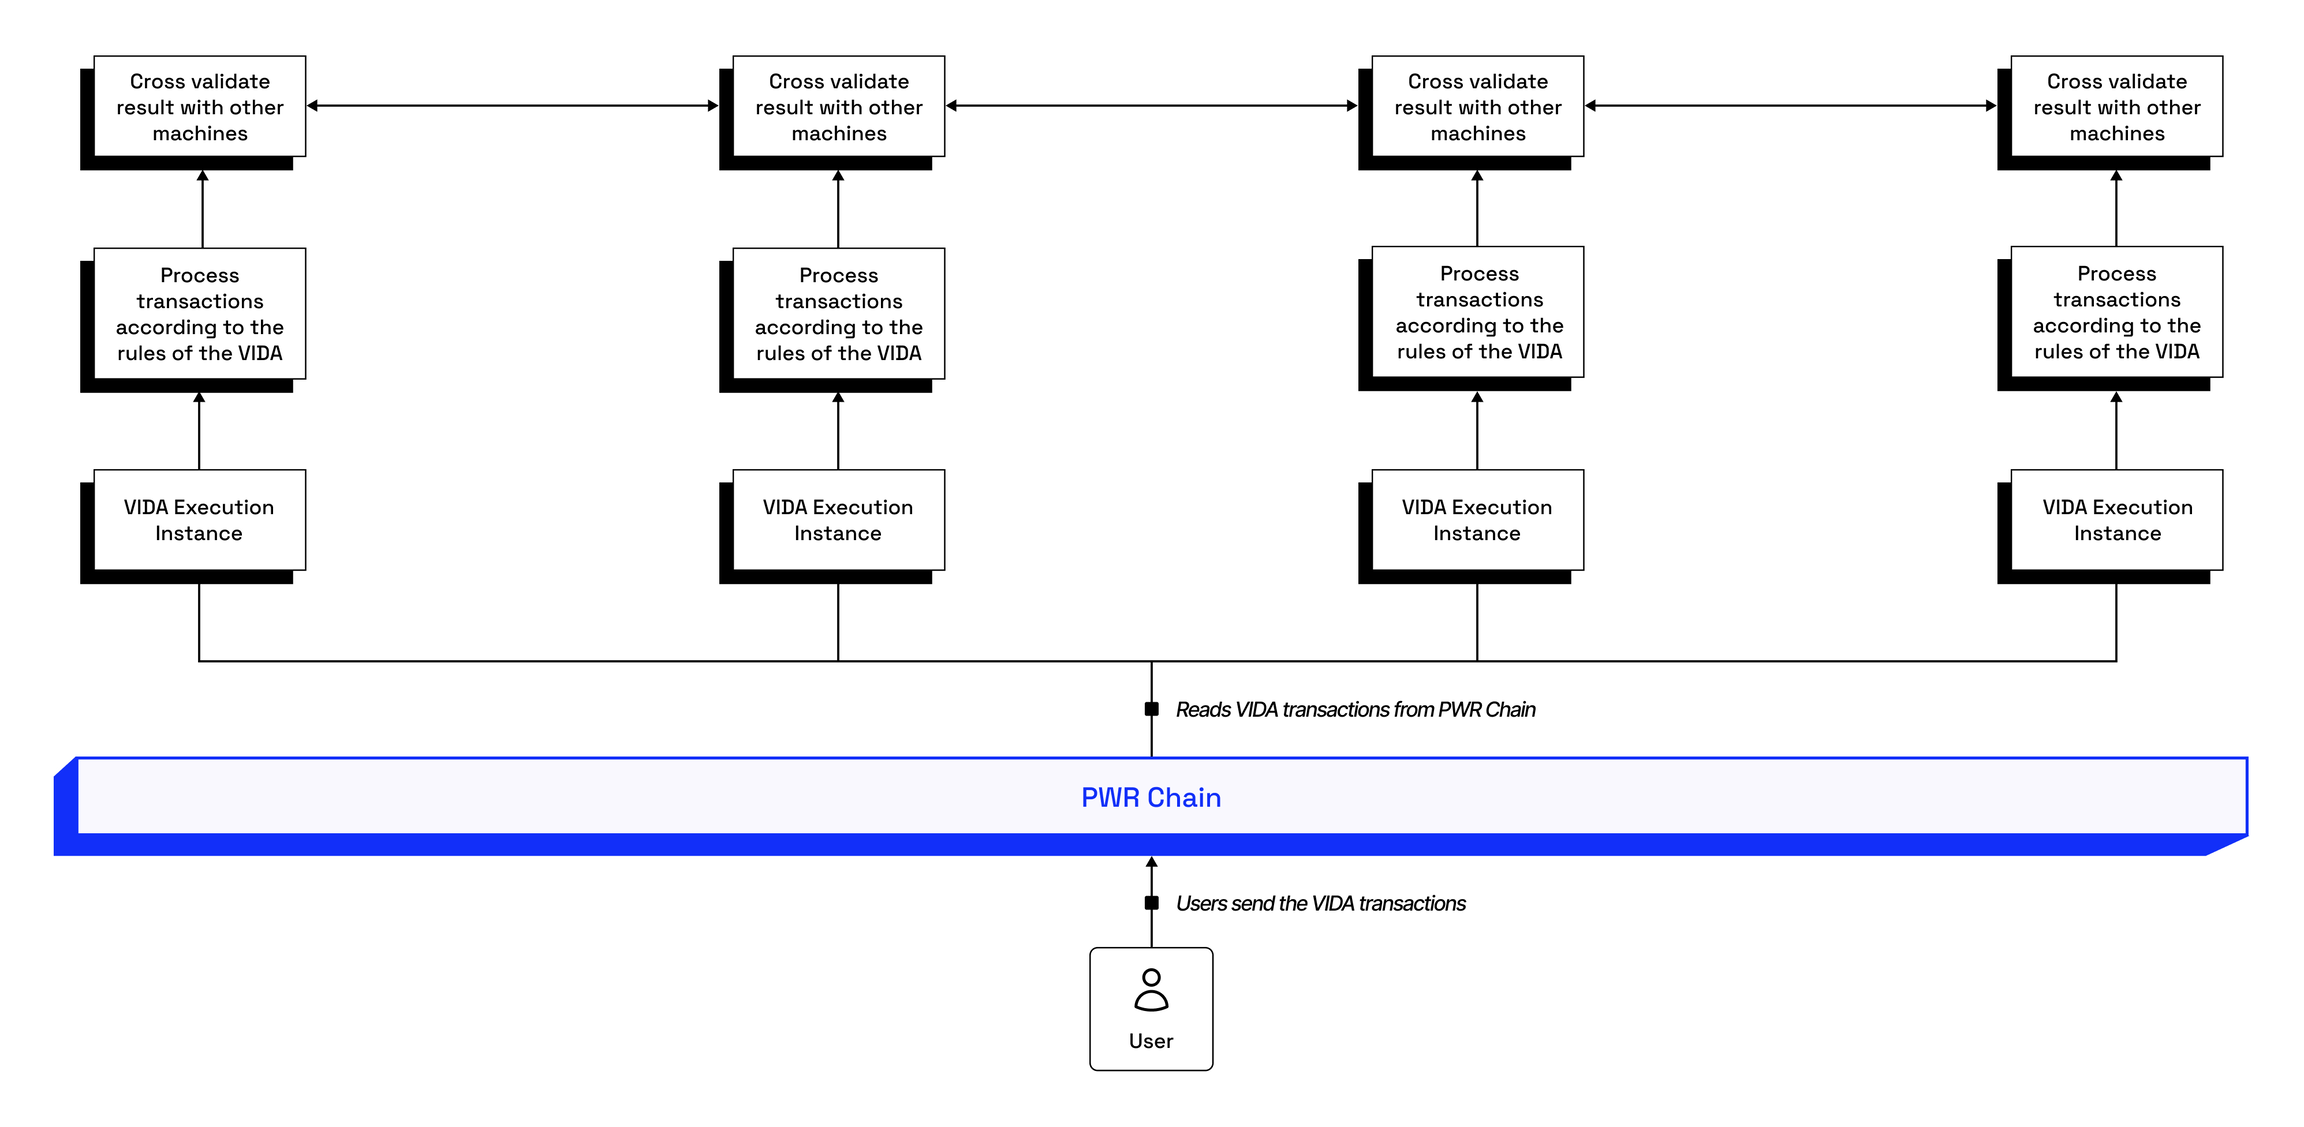 Cross validate
result with other
machines
Cross validate
result with other
machines
Cross validate
result with other
machines
Cross validate
result with other
machines
Process
transactions
according to the
rules of the VIDA
Process
transactions
according to the
rules of the VIDA
Process
transactions
according to the
rules of the VIDA
Process
transactions
according to the
rules of the VIDA
VIDA Execution
Instance
VIDA Execution
Instance
VIDA Execution
Instance
VIDA Execution
Instance
Reads VIDA transactions from PWR Chain
PWR Chain
Users send the VIDA transactions
User